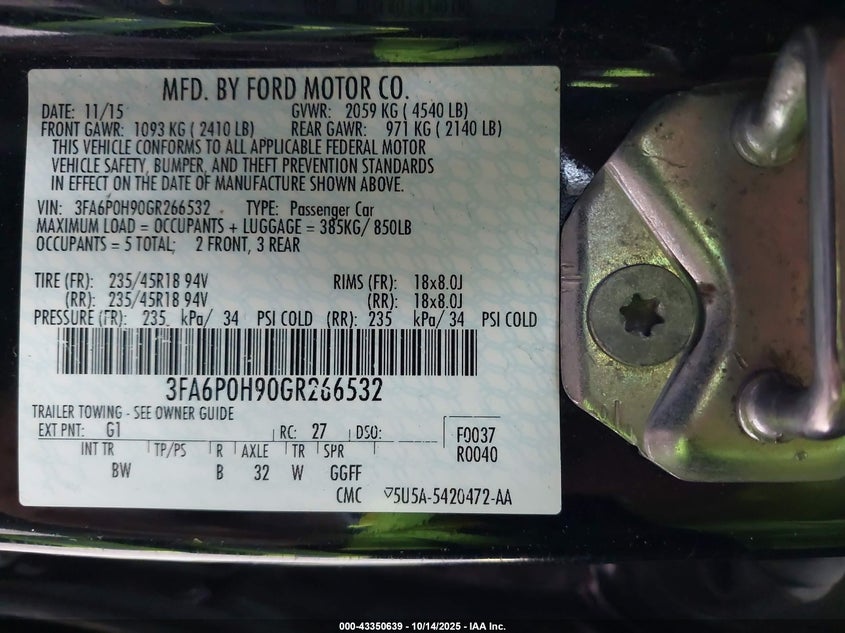 MFD. BY FORD MOTOR CO.
DATE: 11/15 GVWR: 2059 KG ( 4540 LB)
FRONT GAWR: 1093 KG ( 2410 LB) REAR GAWR: 971 KG ( 2140 LB)
THIS VEHICLE CONFORMS TO ALL APPLICABLE FEDERAL MOTOR
VEHICLE SAFETY, BUMPER, AND THEFT PREVENTION STANDARDS
IN EFFECT ON THE DATE OF MANUFACTURE SHOWN ABOVE.
VIN: 3FA6P0H90GR266532 TYPE: Passenger Car
MAXIMUM LOAD = OCCUPANTS + LUGGAGE = 385KG/ 850LB
OCCUPANTS = 5 TOTAL; 2 FRONT, 3 REAR
TIRE (FR): 235/45R18 94V RIMS (FR): 18x8.0J
(RR): 235/45R18 94V (RR): 18x8.0J
PRESSURE (FR): 235 kPa/ 34 PSI COLD (RR): 235 kPa/ 34 PSI COLD
3FA6P0H90GR266532
TRAILER TOWING - SEE OWNER GUIDE
EXT PNT: G1 RC: 27 DSO: F0037
R0040
INT TR TP/PS R AXLE TR SPR
BW B 32 W GGFF
CMC ▽5U5A-5420472-AA
000-43350639 - 10/14/2025 - IAA Inc.